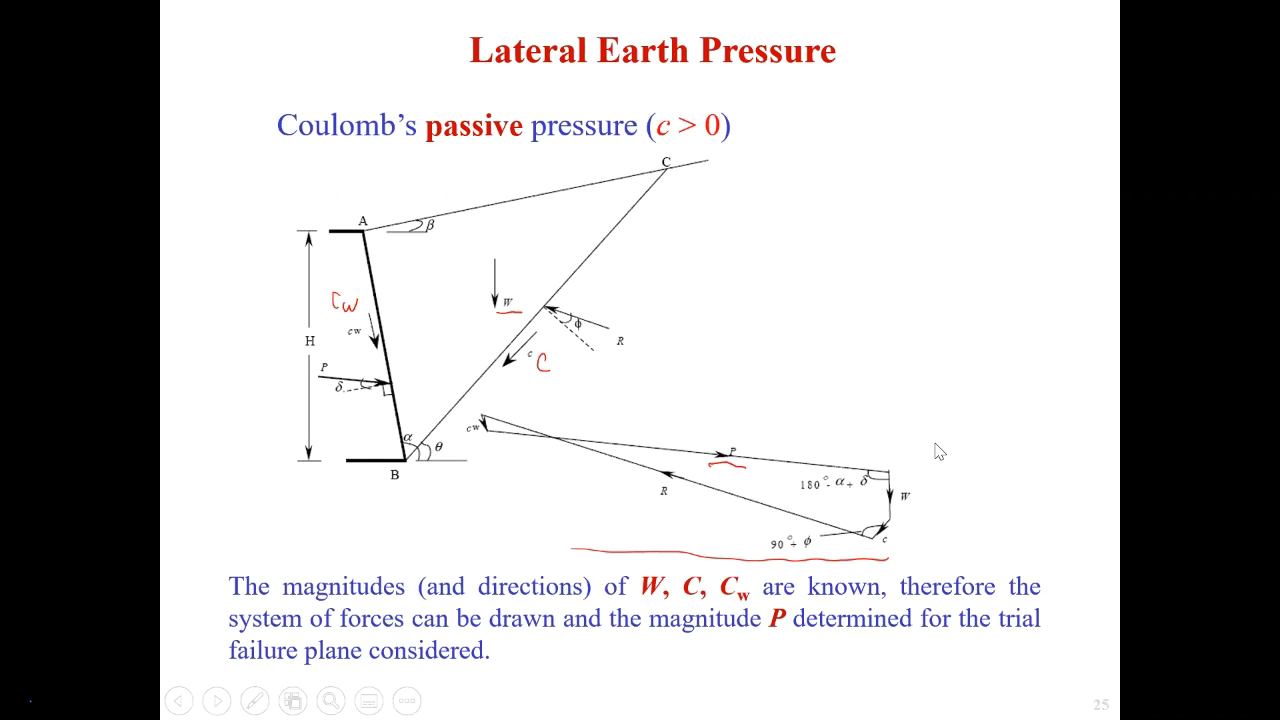 Lateral Earth Pressure
Coulomb's passive pressure (c > 0)
C
A
β
Cw
W
cw
ϕ
H
R
c
C
P
δ
α
θ
cw
P
B
180°- α + δ
W
R
90°+ ϕ
c
The magnitudes (and directions) of W, C, Cw are known, therefore the
system of forces can be drawn and the magnitude P determined for the trial
failure plane considered.
25